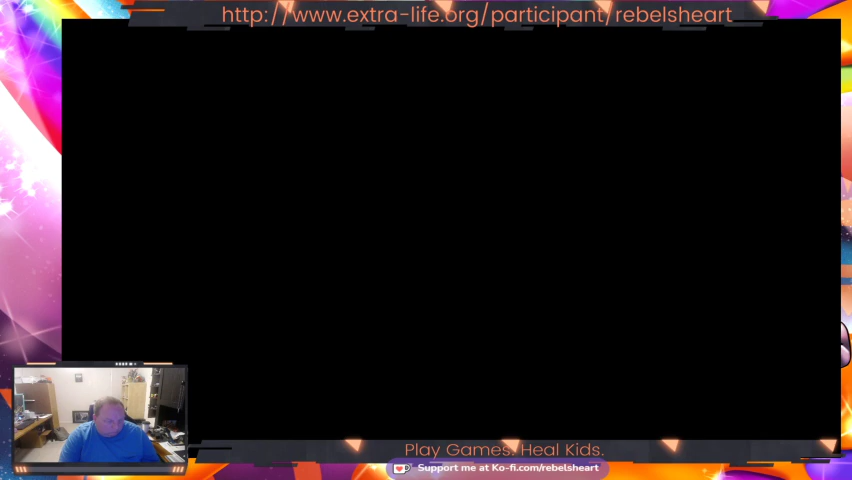 http://www.extra-life.org/participant/rebelsheart
Play Games. Heal Kids.
Support me at Ko-fi.com/rebelsheart